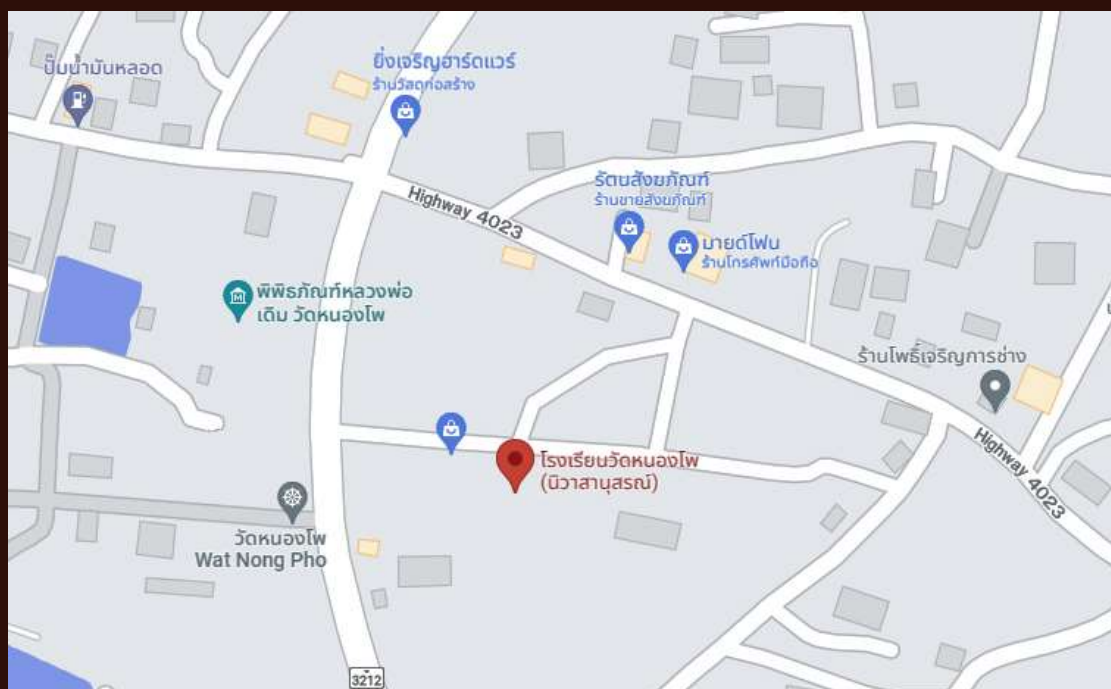 ยิ่งเจริญฮาร์ดแวร์
ร้านวัสดุก่อสร้าง
ปั๊มน้ำมันหลอด
รัตนสังฆภัณฑ์
ร้านขายสังฆภัณฑ์
Highway 4023
มายด์โฟน
ร้านโทรศัพท์มือถือ
พิพิธภัณฑ์หลวงพ่อ
เดิม วัดหนองโพ
ร้านโพธิ์เจริญการช่าง
Highway 4023
โรงเรียนวัดหนองโพ
(นิวาสานุสรณ์)
วัดหนองโพ
Wat Nong Pho
3212